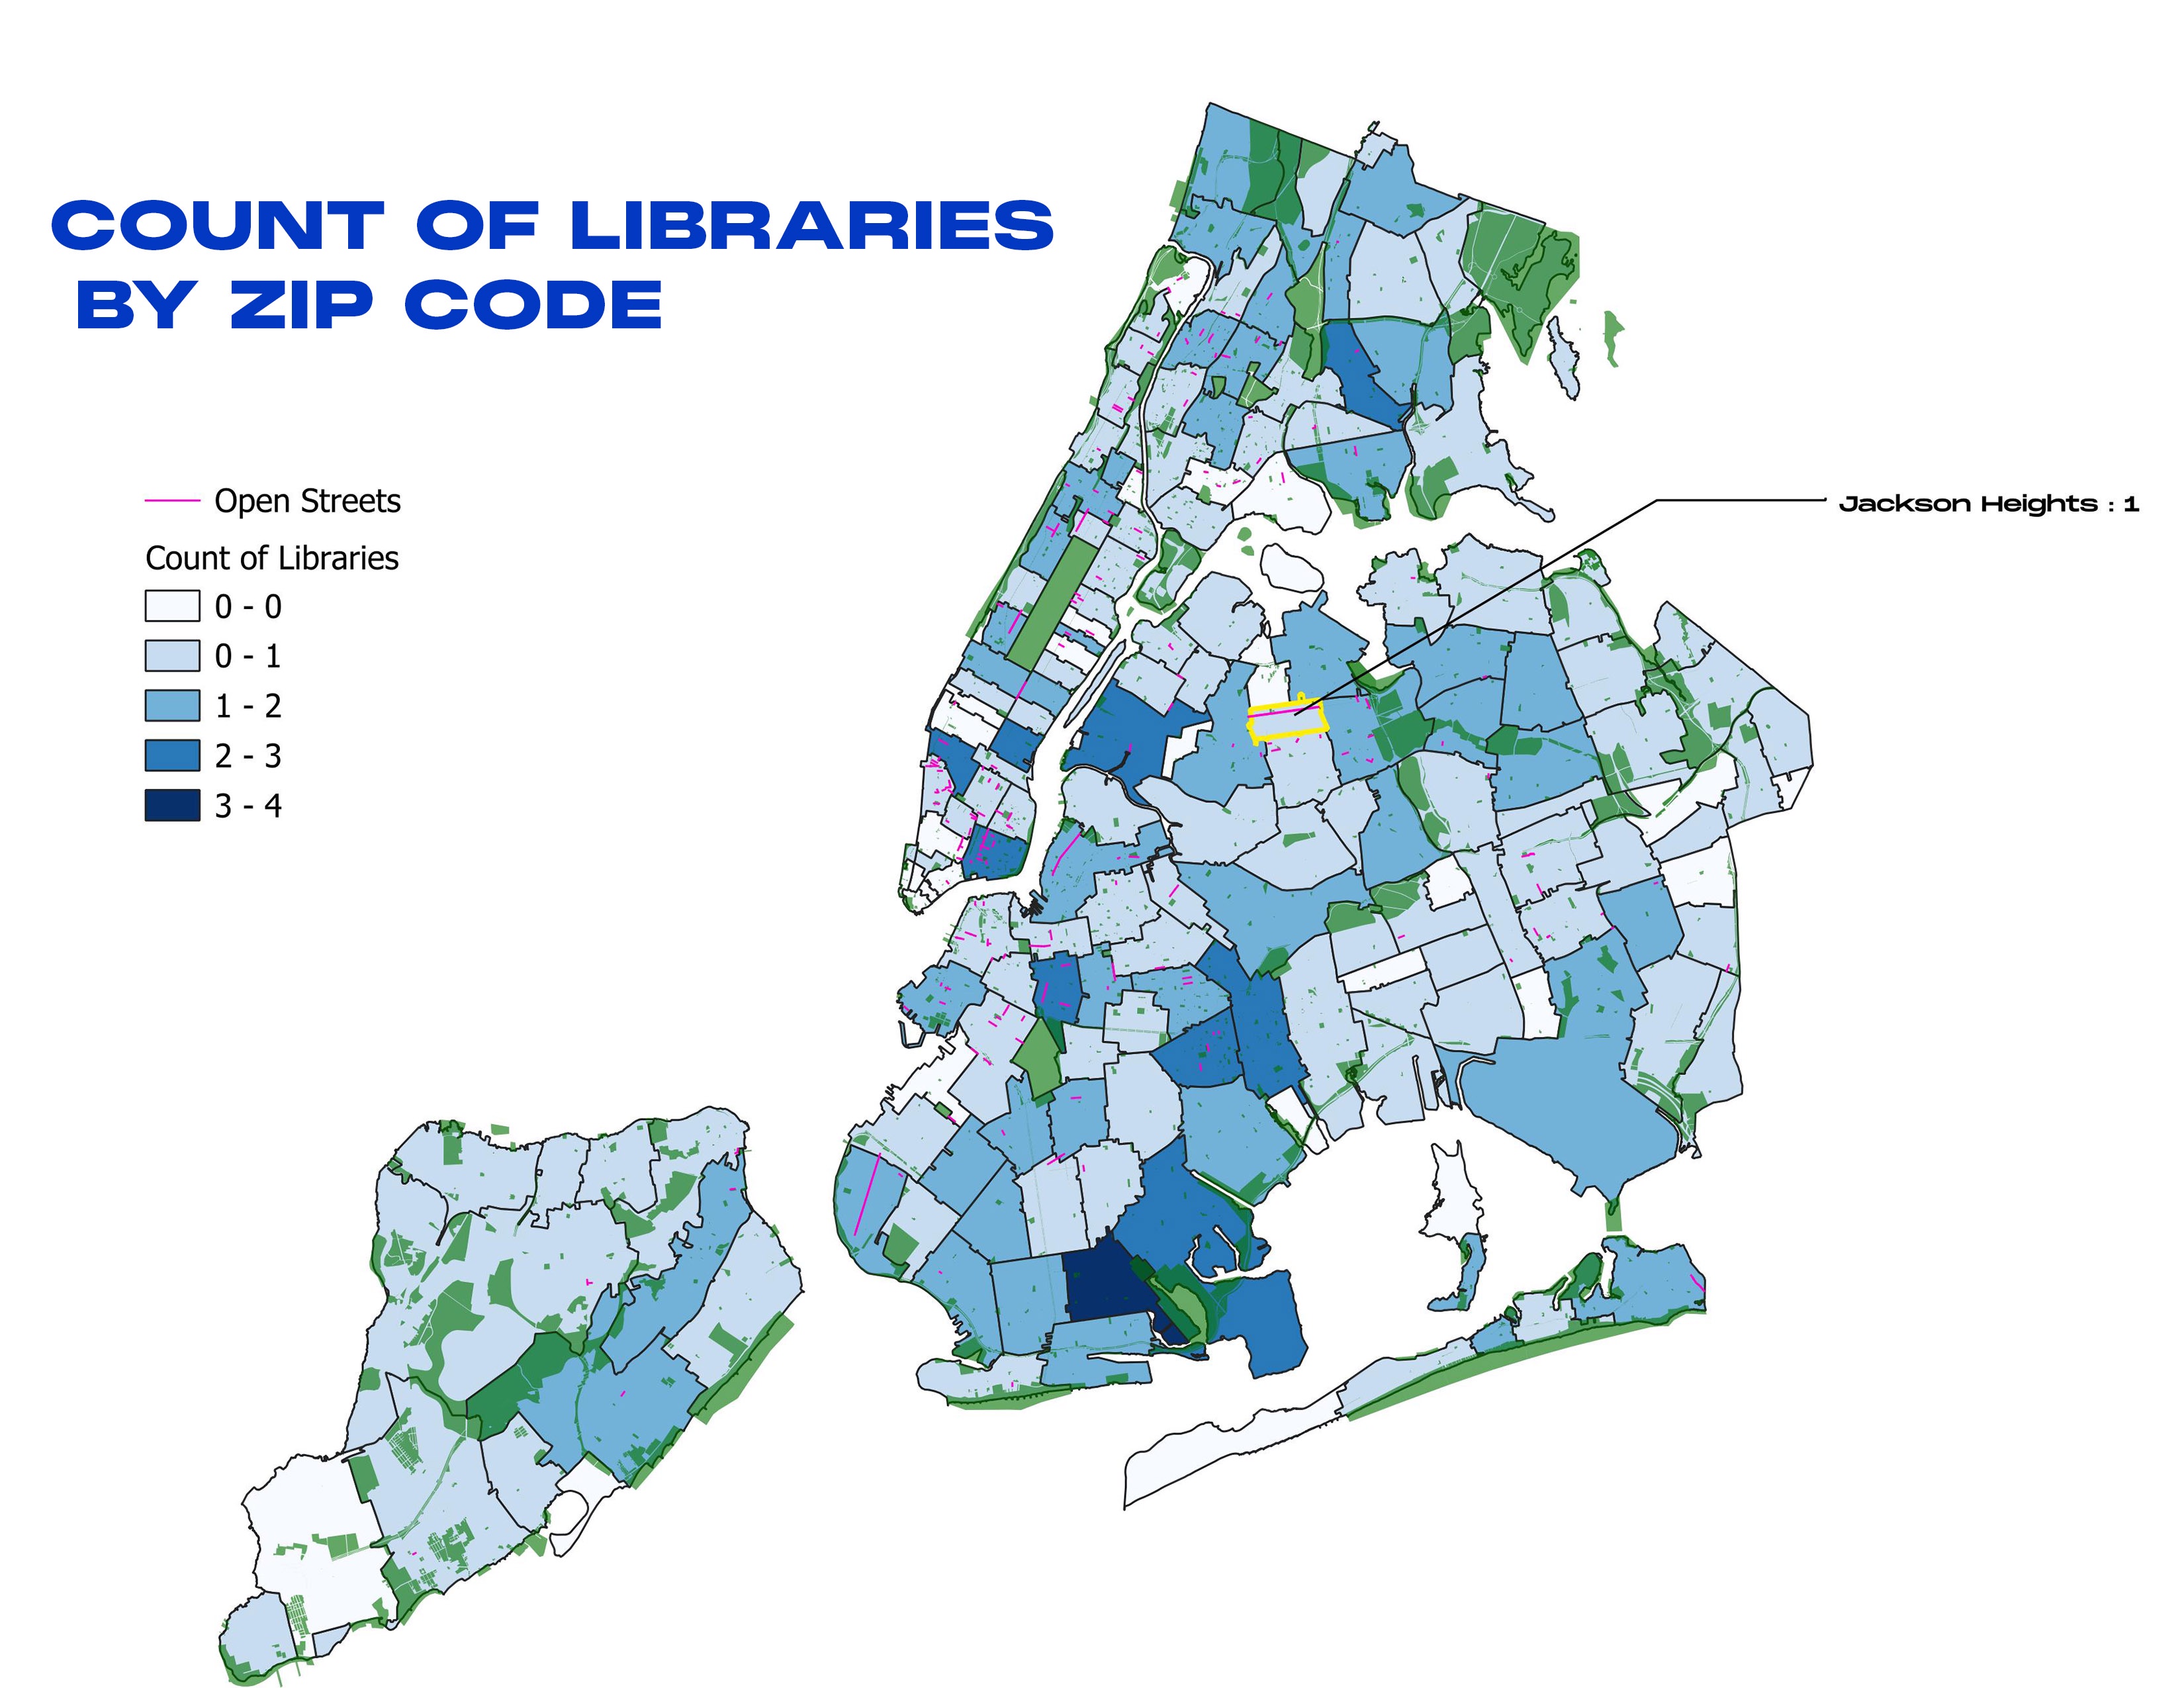 COUNT OF LIBRARIES
BY ZIP CODE
Open Streets
Count of Libraries
0 - 0
0 - 1
1 - 2
2 - 3
3 - 4
Jackson Heights : 1